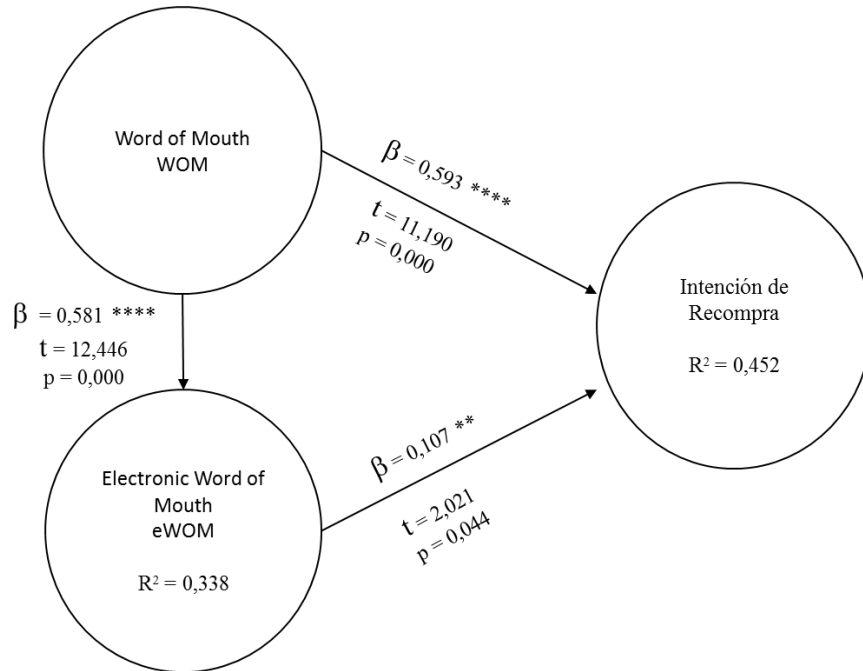 Word of Mouth
WOM
β = 0,593 ****
t = 11,190
p = 0,000
Intención de
Recompra
R² = 0,452
β = 0,581 ****
t = 12,446
p = 0,000
Electronic Word of
Mouth
eWOM
R² = 0,338
β = 0,107 **
t = 2,021
p = 0,044